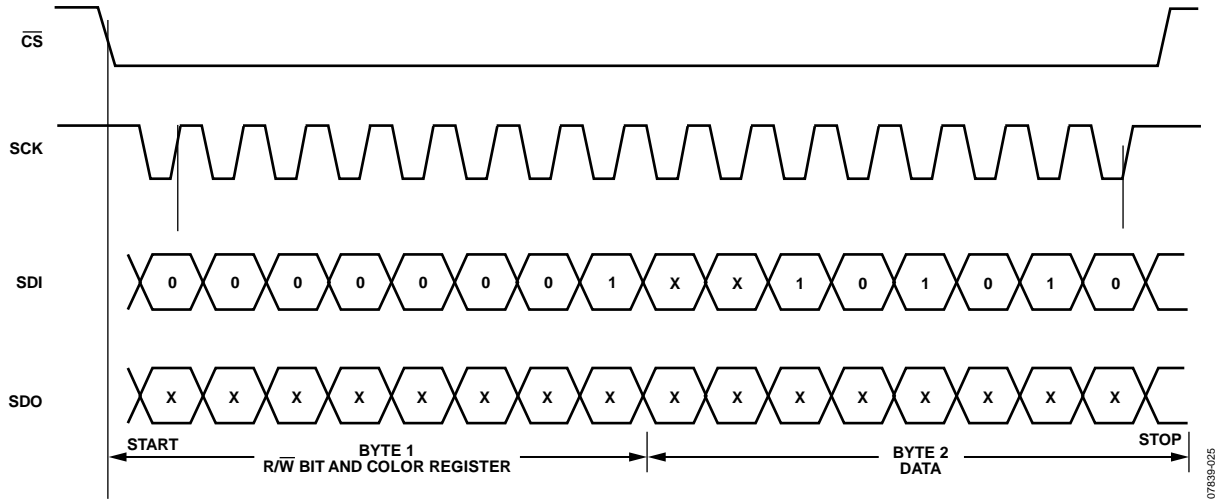 C̅S̅
SCK
SDI 0 0 0 0 0 0 0 1 X X 1 0 1 0 1 0
SDO X X X X X X X X X X X X X X X X
START
BYTE 1
R/W̅ BIT AND COLOR REGISTER
BYTE 2
DATA
STOP
07839-025